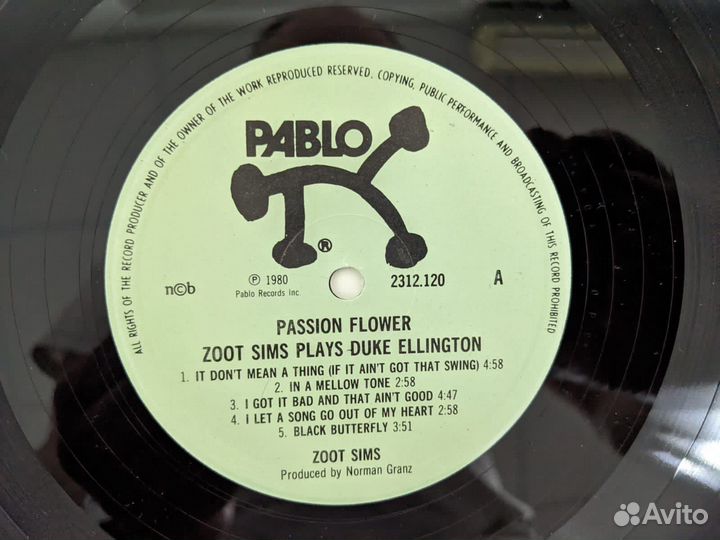 ALL RIGHTS OF THE RECORD PRODUCER AND OF THE OWNER OF THE WORK REPRODUCED RESERVED. COPYING, PUBLIC PERFORMANCE AND BROADCASTING OF THIS RECORD PROHIBITED
PABLO
®
n©b
℗ 1980
Pablo Records Inc.
2312.120
A
PASSION FLOWER
ZOOT SIMS PLAYS DUKE ELLINGTON
1. IT DON'T MEAN A THING (IF IT AIN'T GOT THAT SWING) 4:58
2. IN A MELLOW TONE 2:58
3. I GOT IT BAD AND THAT AIN'T GOOD 4:47
4. I LET A SONG GO OUT OF MY HEART 2:58
5. BLACK BUTTERFLY 3:51
ZOOT SIMS
Produced by Norman Granz
Avito